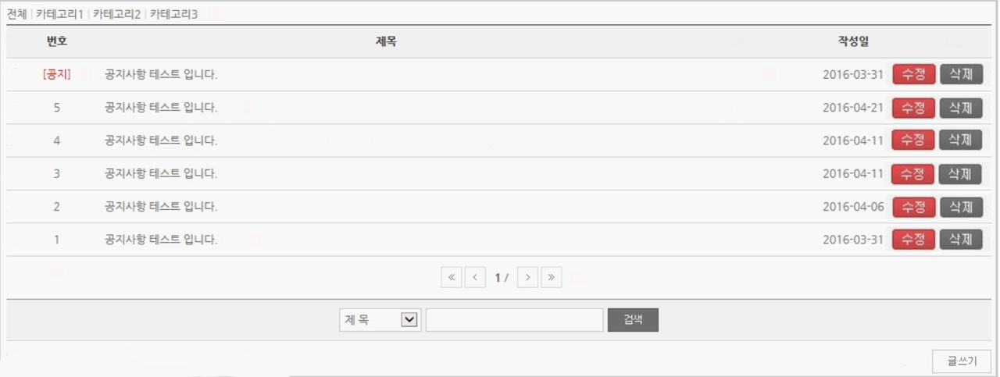 전체 | 카테고리1 | 카테고리2 | 카테고리3
번호 제목 작성일
[공지] 공지사항 테스트 입니다. 2016-03-31 수정 삭제
5 공지사항 테스트 입니다. 2016-04-21 수정 삭제
4 공지사항 테스트 입니다. 2016-04-11 수정 삭제
3 공지사항 테스트 입니다. 2016-04-11 수정 삭제
2 공지사항 테스트 입니다. 2016-04-06 수정 삭제
1 공지사항 테스트 입니다. 2016-03-31 수정 삭제
« ‹ 1 / › »
제 목 검색
글쓰기